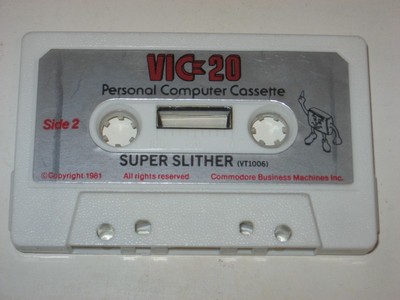 VIC-20
Personal Computer Cassette
Side 2
SUPER SLITHER (VT1006)
©Copyright 1981 All rights reserved Commodore Business Machines Inc.